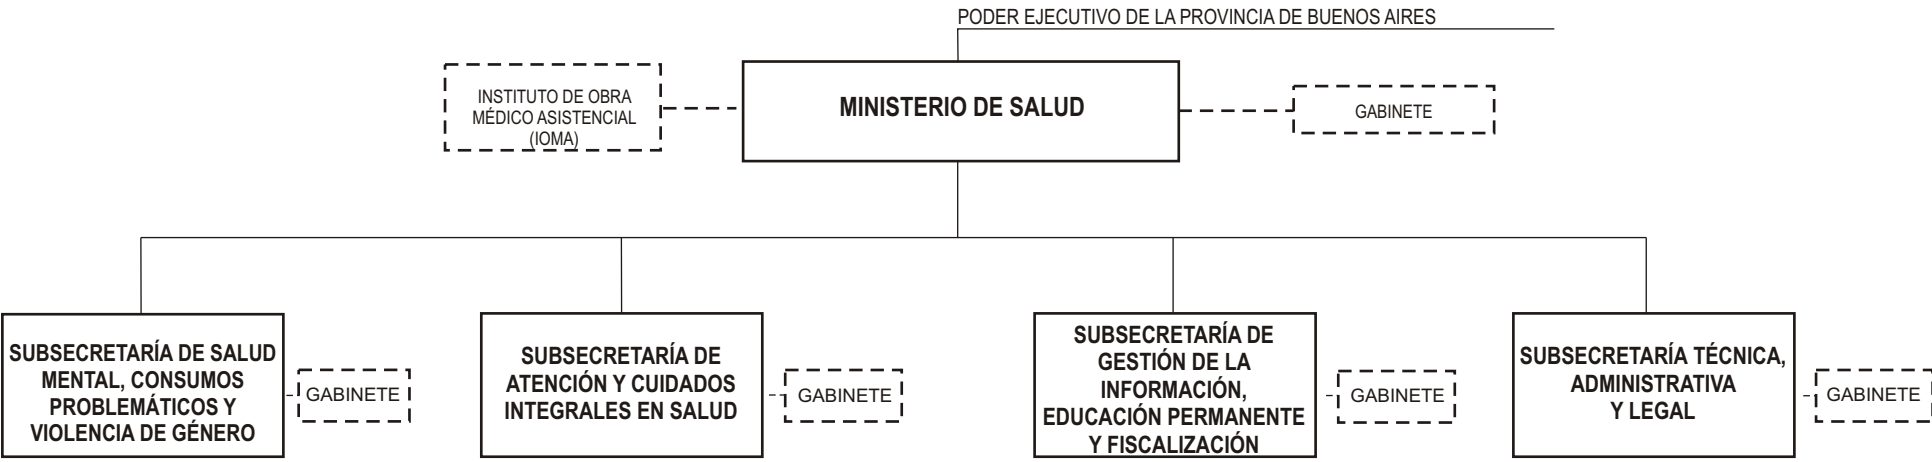 PODER EJECUTIVO DE LA PROVINCIA DE BUENOS AIRES
INSTITUTO DE OBRA
MÉDICO ASISTENCIAL
(IOMA)
MINISTERIO DE SALUD
GABINETE
SUBSECRETARÍA DE SALUD
MENTAL, CONSUMOS
PROBLEMÁTICOS Y
VIOLENCIA DE GÉNERO
GABINETE
SUBSECRETARÍA DE
ATENCIÓN Y CUIDADOS
INTEGRALES EN SALUD
GABINETE
SUBSECRETARÍA DE
GESTIÓN DE LA
INFORMACIÓN,
EDUCACIÓN PERMANENTE
Y FISCALIZACIÓN
GABINETE
SUBSECRETARÍA TÉCNICA,
ADMINISTRATIVA
Y LEGAL
GABINETE